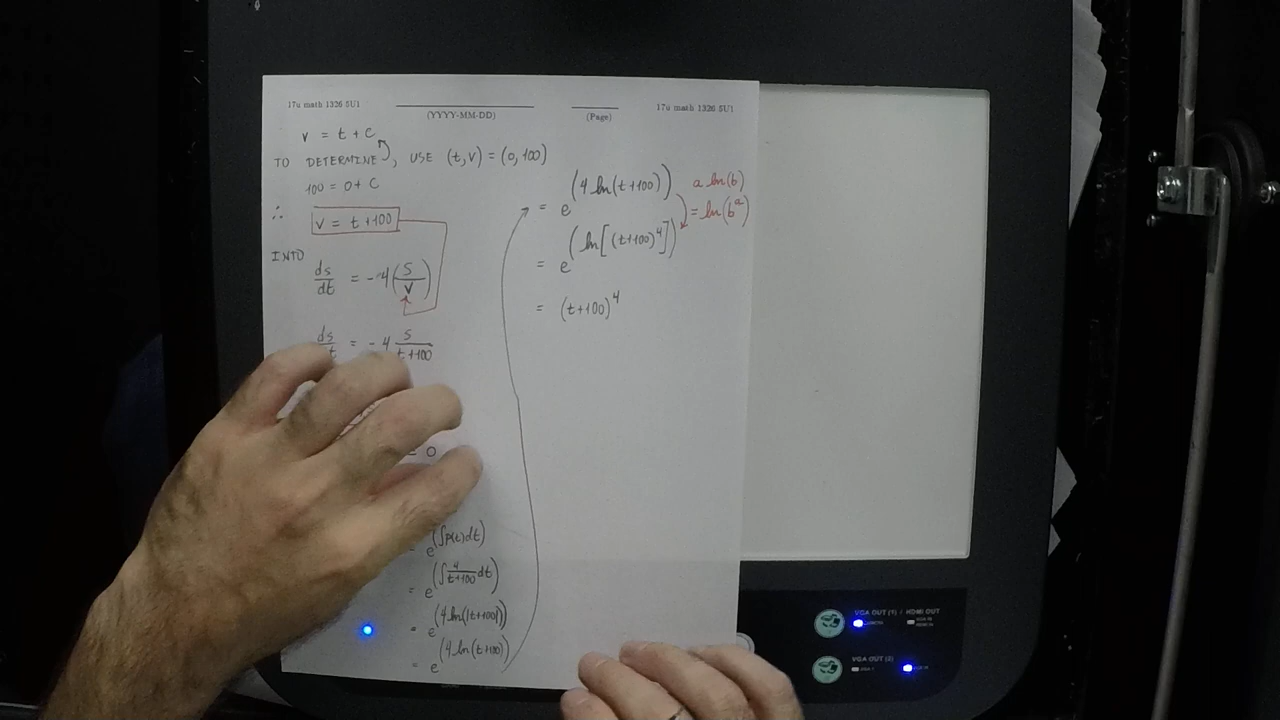 17u math 1326 5U1
(YYYY-MM-DD)
(Page)
17u math 1326 5U1
v = t + C
TO DETERMINE, USE (t,v) = (0,100)
100 = 0 + C
∴ v = t + 100
INTO
ds/dt = -4(s/v)
ds/ = -4 s/t+100
= 0
= e^(∫p(t)dt)
= e^(∫4/t+100 dt)
= e^(4 ln(|t+100|))
= e^(4 ln(t+100))
= e^(4 ln(t+100))
a ln(b)
= ln(b^a)
= e^(ln[(t+100)^4])
= (t+100)^4
VGA OUT (1) / HDMI OUT
VGA OUT (2)